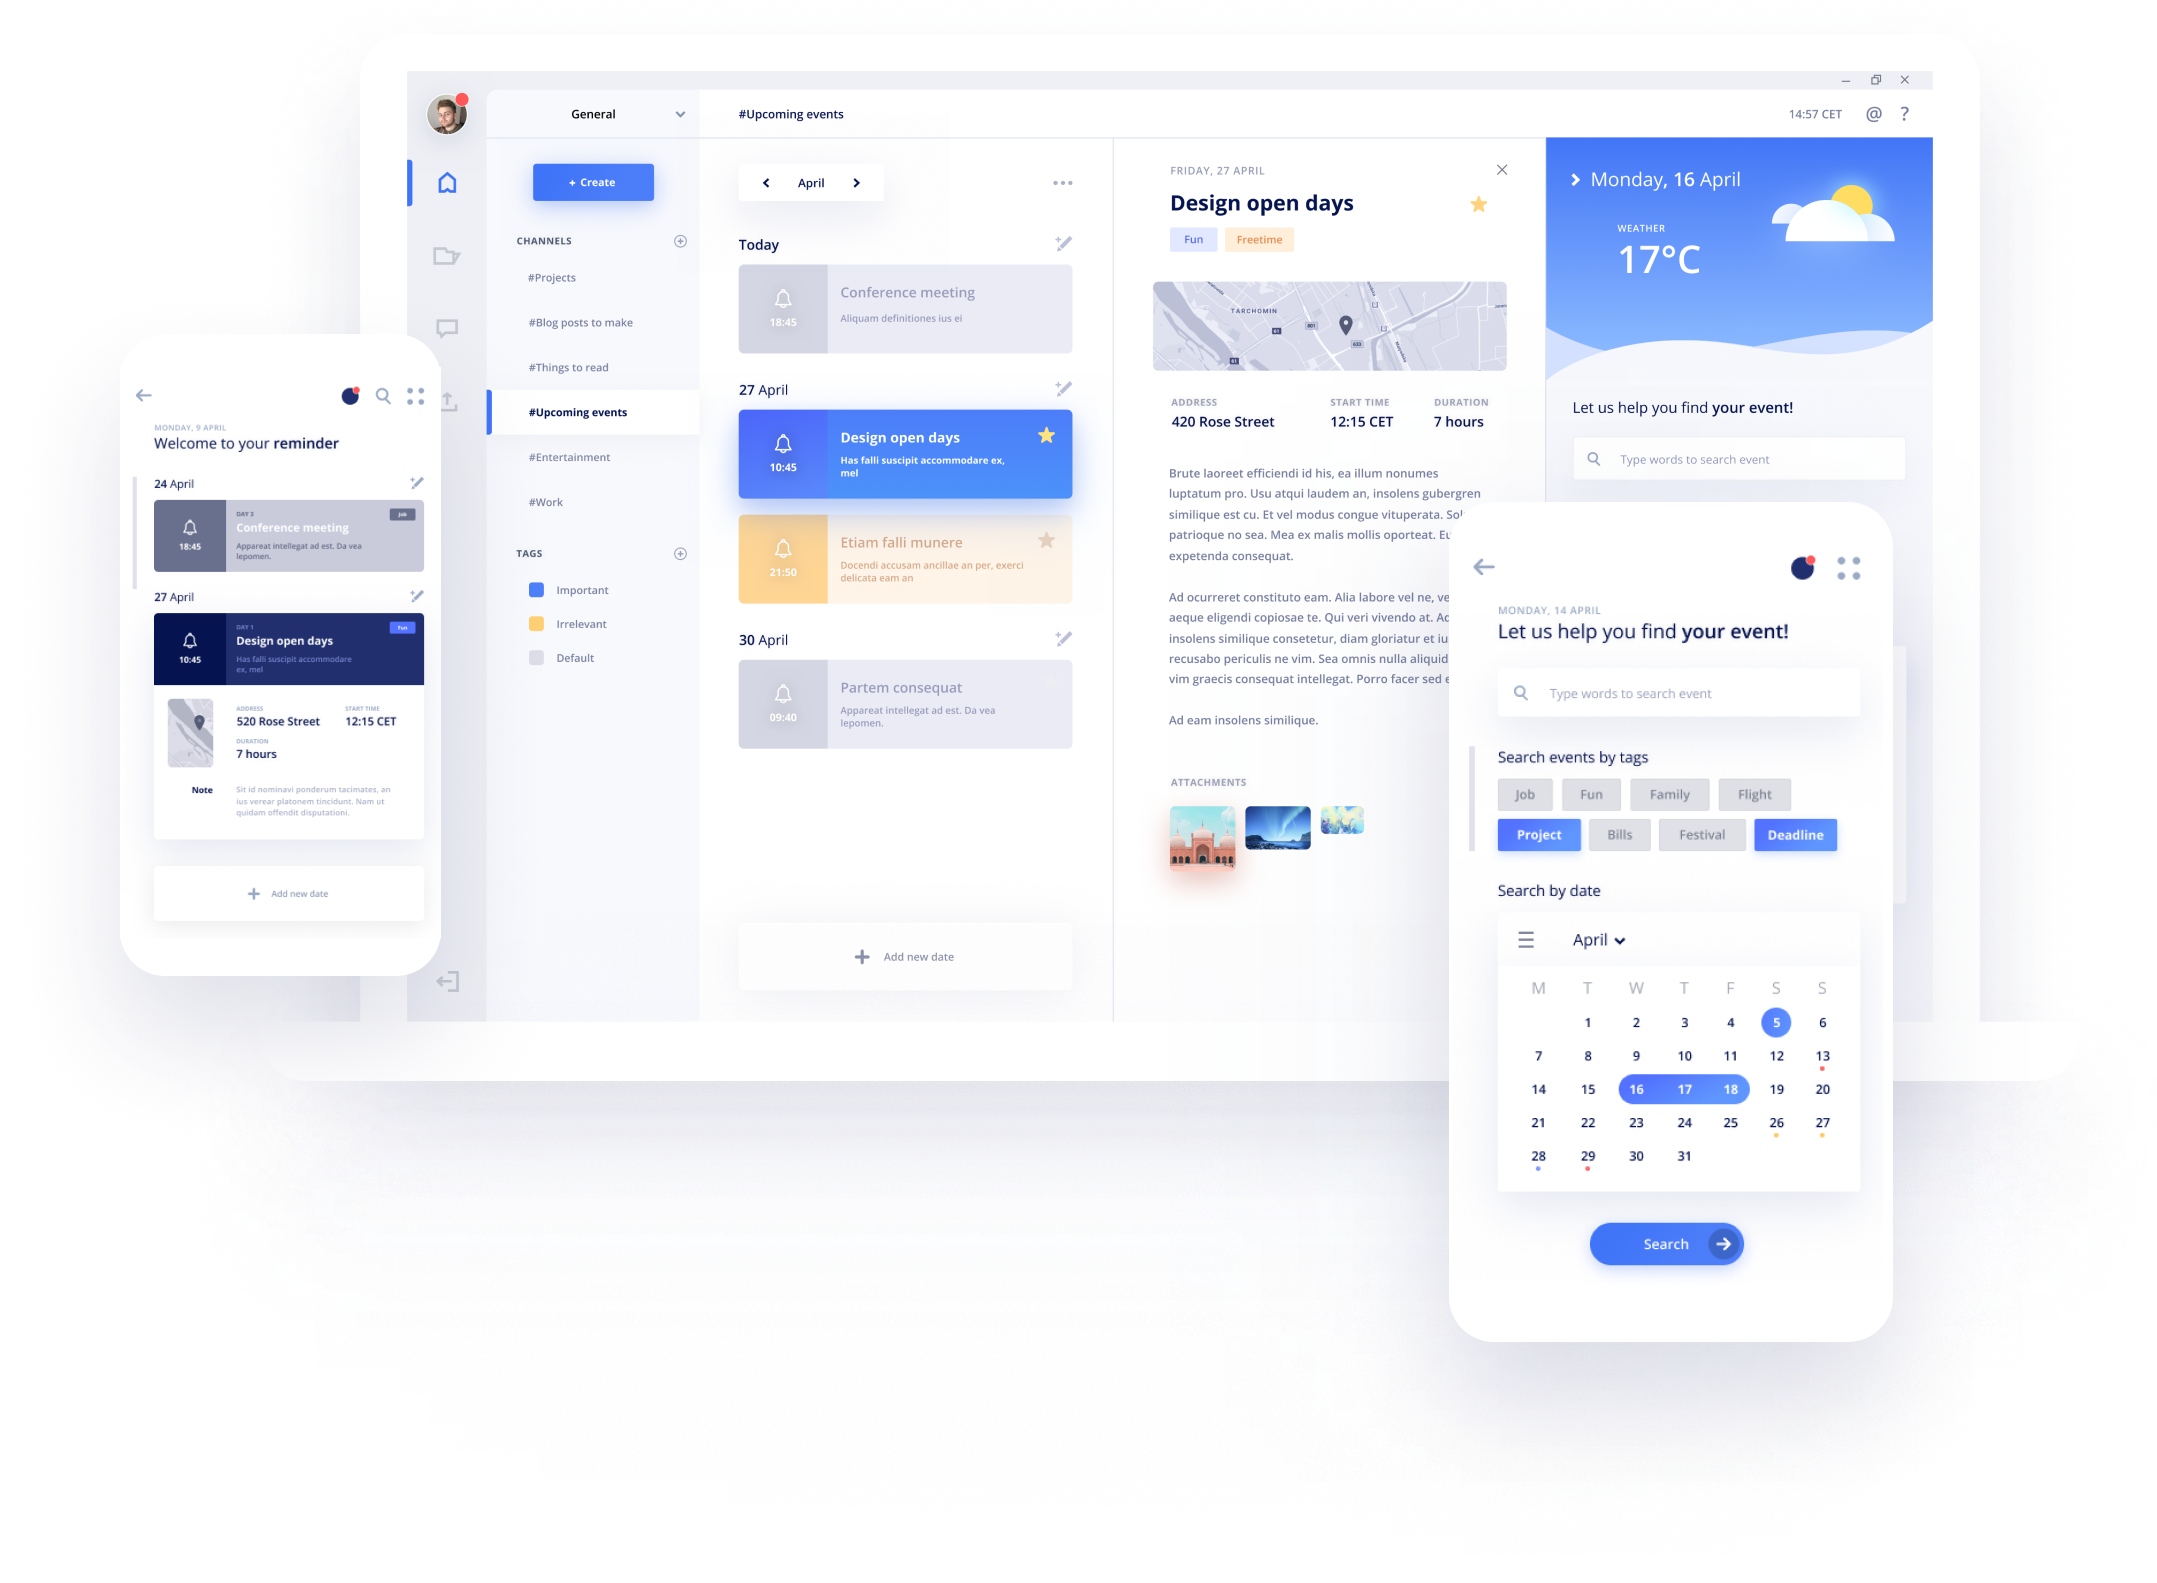 General
#Upcoming events
14:57 CET
@
?
+ Create
CHANNELS
#Projects
#Blog posts to make
#Things to read
#Upcoming events
#Entertainment
#Work
TAGS
Important
Irrelevant
Default
April
Today
18:45
Conference meeting
Aliquam definitiones ius ei
27 April
10:45
Design open days
Has falli suscipit accommodare ex,
mel
21:50
Etiam falli munere
Docendi accusam ancillae an per, exerci
delicata eam an
30 April
09:40
Partem consequat
Appareat intellegat ad est. Da vea
lepomen.
Add new date
FRIDAY, 27 APRIL
Design open days
Fun
Freetime
TARCHOMIN
61
801
633
61
ADDRESS
START TIME
DURATION
420 Rose Street
12:15 CET
7 hours
Brute laoreet efficiendi id his, ea illum nonumes
luptatum pro. Usu atqui laudem an, insolens gubergren
similique est cu. Et vel modus congue vituperata.
patrioque no sea. Mea ex malis mollis oporteat.
expetenda consequat.
Ad ocurreret constituto eam. Alia labore vel ne,
aeque eligendi copiosae te. Qui veri vivendo at.
insolens similique consetetur, diam gloriatur et
recusabo periculis ne vim. Sea omnis nulla aliquid
vim graecis consequat intellegat. Porro facer sed
Ad eam insolens similique.
ATTACHMENTS
Monday, 16 April
WEATHER
17°C
Let us help you find your event!
Type words to search event
MONDAY, 9 APRIL
Welcome to your reminder
24 April
18:45
DAY 3
Job
Conference meeting
Appareat intellegat ad est. Da vea
lepomen.
27 April
10:45
DAY 1
Fun
Design open days
Has falli suscipit accommodare
ex, mel
ADDRESS
START TIME
520 Rose Street
12:15 CET
DURATION
7 hours
Note
Sit id nominavi ponderum tacimates, an
ius verear platonem tincidunt. Nam ut
quidam offendit disputationi.
Add new date
MONDAY, 14 APRIL
Let us help you find your event!
Type words to search event
Search events by tags
Job Fun Family Flight
Project Bills Festival Deadline
Search by date
April
M T W T F S S
1 2 3 4 5 6
7 8 9 10 11 12 13
14 15 16 17 18 19 20
21 22 23 24 25 26 27
28 29 30 31
Search